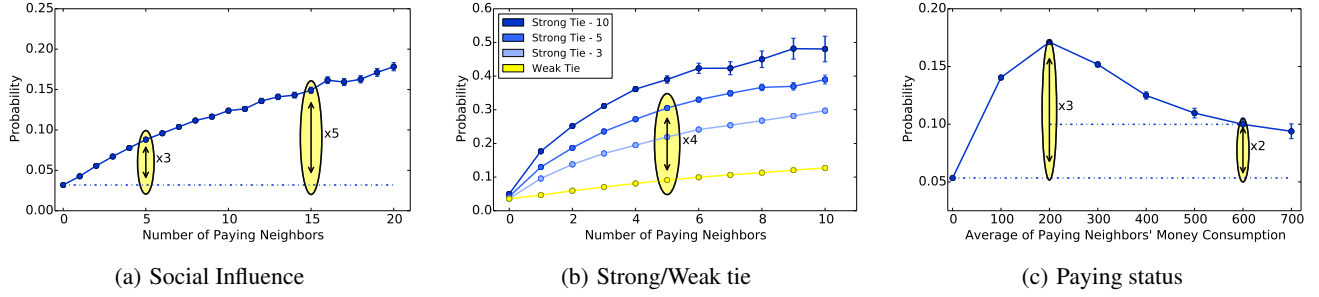 0.25
0.20
0.15
0.10
0.05
0.00
Probability
x3
x5
0 5 10 15 20
Number of Paying Neighbors
(a) Social Influence
0.6
0.5
0.4
0.3
0.2
0.1
0.0
Probability
Strong Tie - 10
Strong Tie - 5
Strong Tie - 3
Weak Tie
x4
0 2 4 6 8 10
Number of Paying Neighbors
(b) Strong/Weak tie
0.20
0.15
0.10
0.05
Probability
x3
x2
0 100 200 300 400 500 600 700
Average of Paying Neighbors' Money Consumption
(c) Paying status